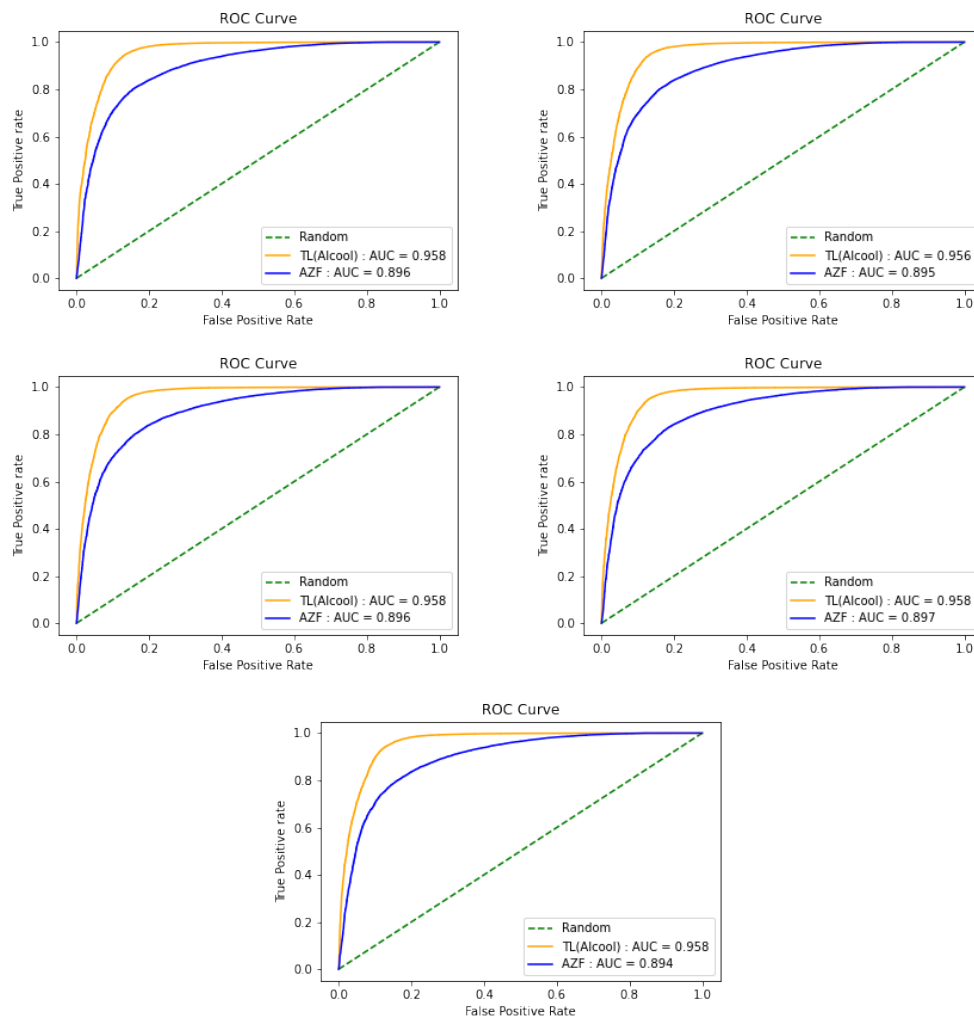 ROC Curve
1.0
0.8
0.6
0.4
0.2
0.0
True Positive rate
Random
TL(Alcool) : AUC = 0.958
AZF : AUC = 0.896
0.0 0.2 0.4 0.6 0.8 1.0
False Positive Rate
ROC Curve
1.0
0.8
0.6
0.4
0.2
0.0
True Positive rate
Random
TL(Alcool) : AUC = 0.956
AZF : AUC = 0.895
0.0 0.2 0.4 0.6 0.8 1.0
False Positive Rate
ROC Curve
1.0
0.8
0.6
0.4
0.2
0.0
True Positive rate
Random
TL(Alcool) : AUC = 0.958
AZF : AUC = 0.896
0.0 0.2 0.4 0.6 0.8 1.0
False Positive Rate
ROC Curve
1.0
0.8
0.6
0.4
0.2
0.0
True Positive rate
Random
TL(Alcool) : AUC = 0.958
AZF : AUC = 0.897
0.0 0.2 0.4 0.6 0.8 1.0
False Positive Rate
ROC Curve
1.0
0.8
0.6
0.4
0.2
0.0
True Positive rate
Random
TL(Alcool) : AUC = 0.958
AZF : AUC = 0.894
0.0 0.2 0.4 0.6 0.8 1.0
False Positive Rate